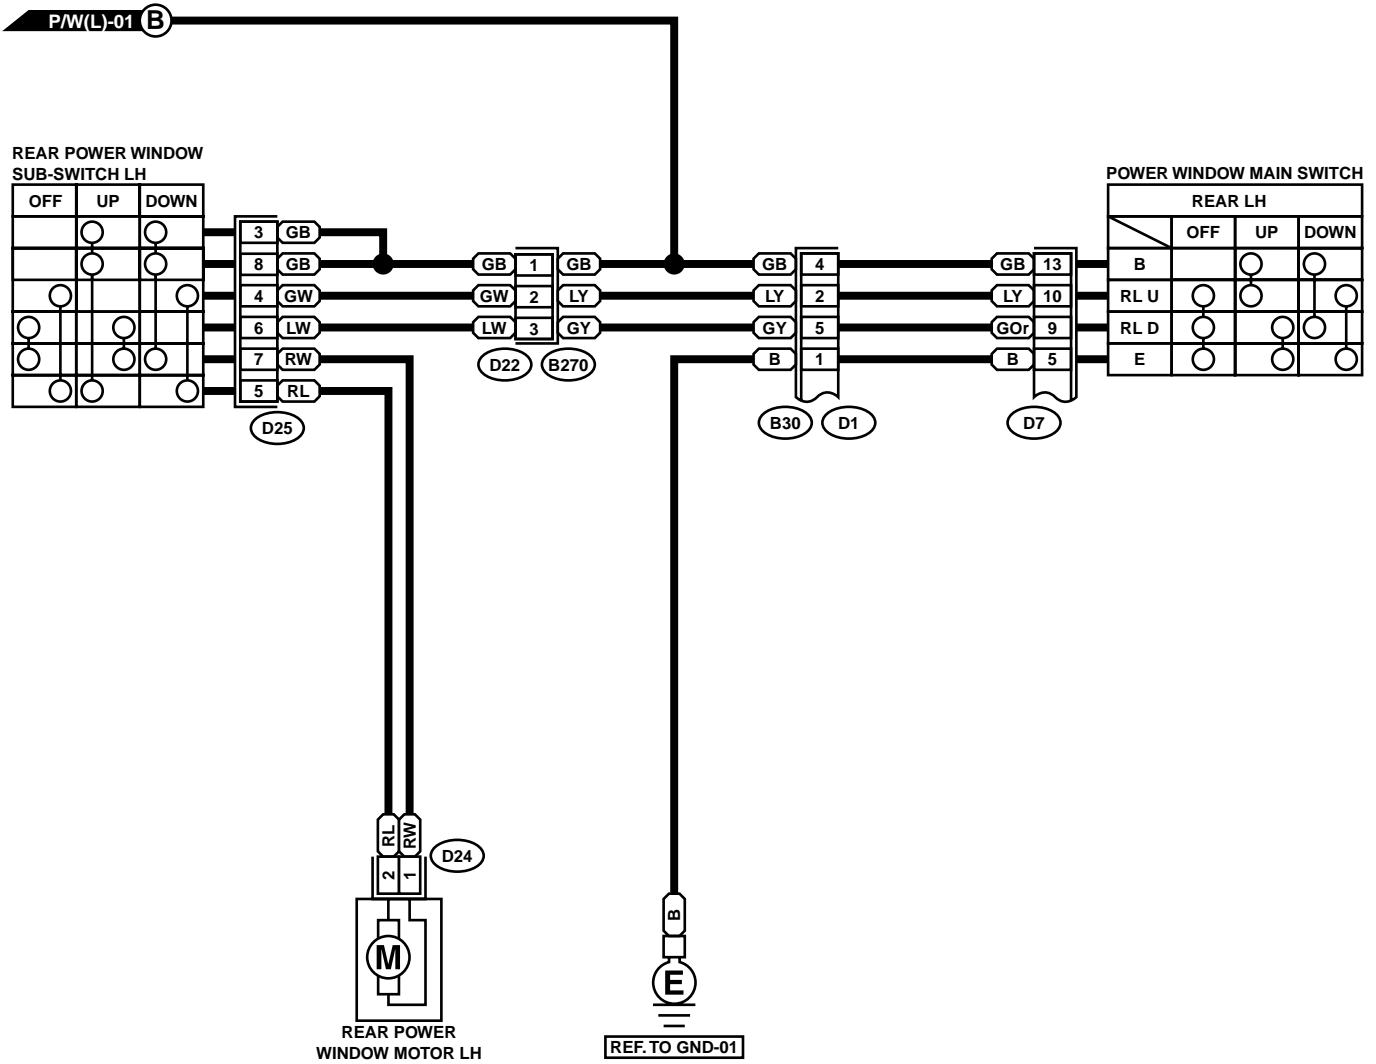 P/W(L)-01 B
REAR POWER WINDOW
SUB-SWITCH LH
POWER WINDOW MAIN SWITCH
OFF UP DOWN
REAR LH
OFF UP DOWN
3 GB
8 GB GB 1 GB GB 4 GB 13 B
4 GW GW 2 LY LY 2 LY 10 RL U
6 LW LW 3 GY GY 5 GOr 9 RL D
7 RW B 1 B 5 E
5 RL
D22 B270
D25
B30 D1
D7
RL RW
D24
2 1
B
M
E
REAR POWER
WINDOW MOTOR LH
REF. TO GND-01